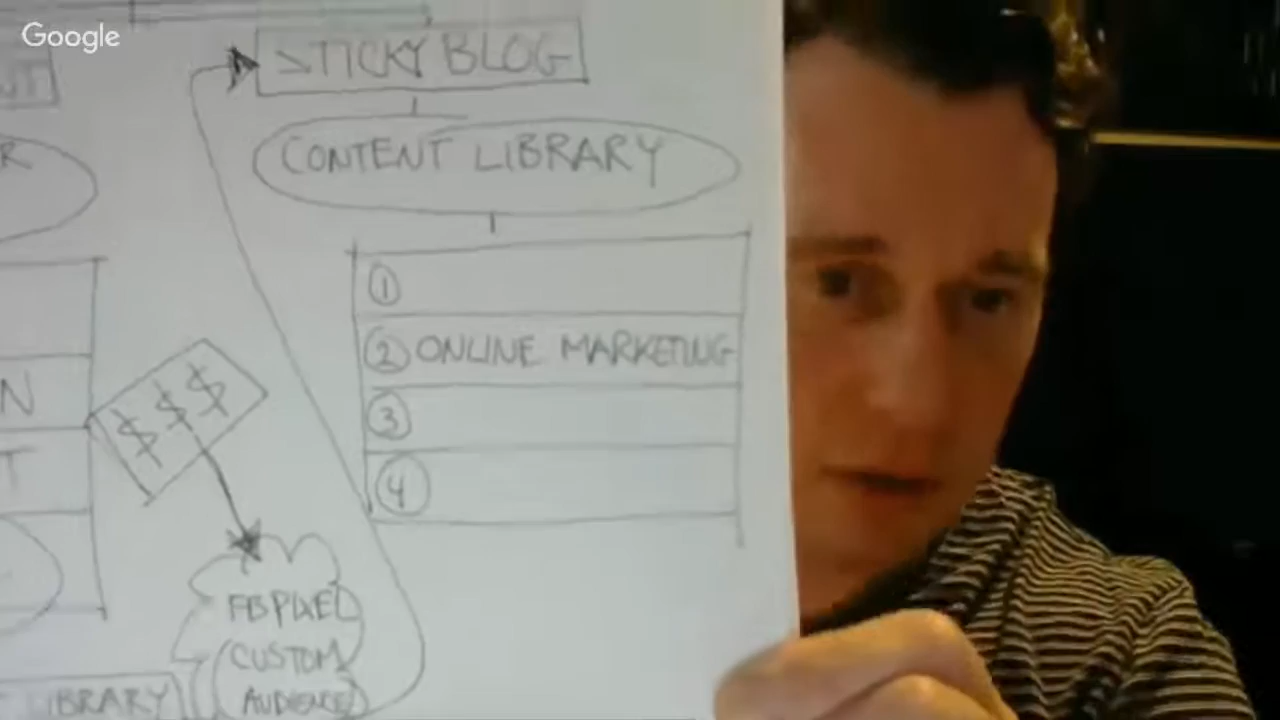 Google
STICKY BLOG
CONTENT LIBRARY
R
①
② ONLINE MARKETING
③
④
N
$ $ $
T
FB PIXEL
CUSTOM
AUDIENCE
LIBRARY